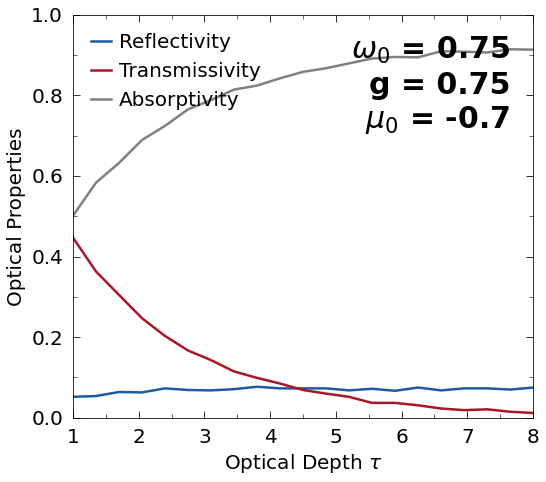 1.0
0.8
0.6
0.4
0.2
0.0
Optical Properties
Reflectivity
Transmissivity
Absorptivity
ω₀ = 0.75
g = 0.75
μ₀ = -0.7
1 2 3 4 5 6 7 8
Optical Depth τ